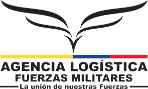 AGENCIA LOGÍSTICA
FUERZAS MILITARES
La unión de nuestras Fuerzas